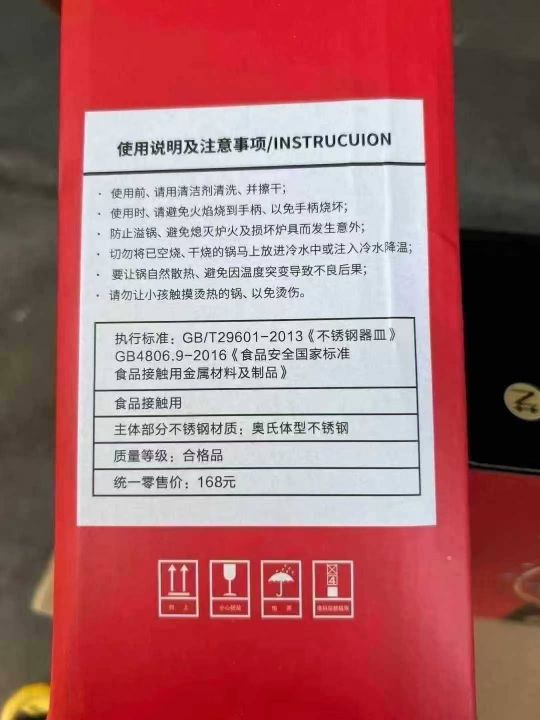 使用说明及注意事项/INSTRUCUION
· 使用前、请用清洁剂清洗、并擦干；
· 使用时、请避免火焰烧到手柄、以免手柄烧坏；
· 防止溢锅、避免熄灭炉火及损坏炉具而发生意外；
· 切勿将已空烧、干烧的锅马上放进冷水中或注入冷水降温；
· 要让锅自然散热、避免因温度突变导致不良后果；
· 请勿让小孩触摸烫热的锅、以免烫伤。
执行标准：GB/T29601-2013《不锈钢器皿》
GB4806.9-2016《食品安全国家标准
食品接触用金属材料及制品》
食品接触用
主体部分不锈钢材质：奥氏体型不锈钢
质量等级：合格品
统一零售价：168元
向 上
小心轻放
怕 雨
4